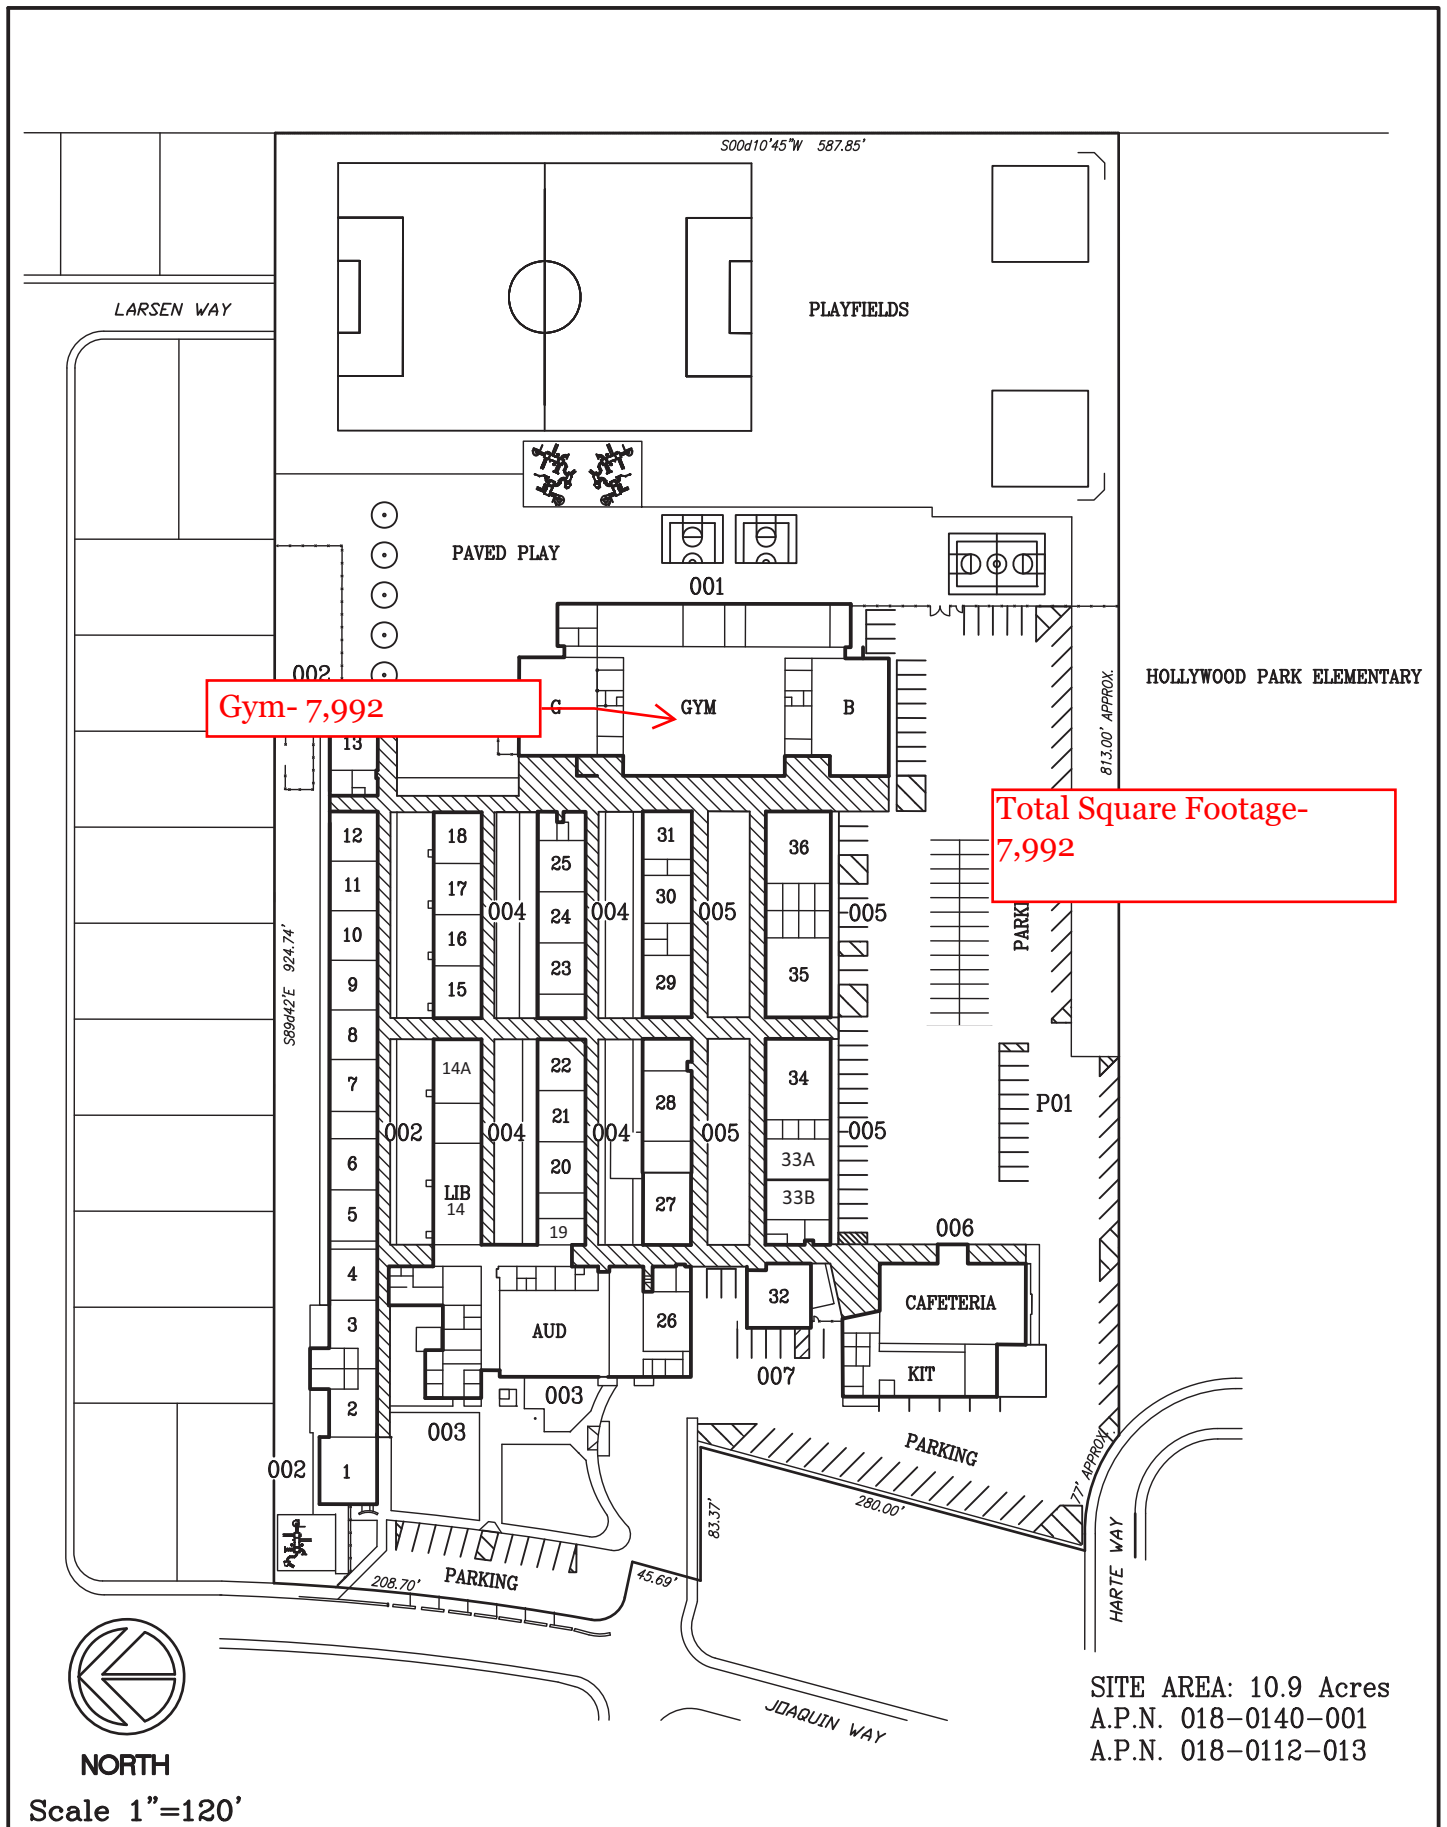 S00d10'45"W 587.85'
LARSEN WAY
PLAYFIELDS
PAVED PLAY
001
002
HOLLYWOOD PARK ELEMENTARY
813.00' APPROX.
Gym- 7,992
G
GYM
B
13
Total Square Footage-
7,992
12
18
31
36
25
11
17
30
004
004
005
005
24
10
16
PARK
S89d42'E 924.74'
23
35
9
15
29
8
22
14A
34
7
28
P01
21
002
004
004
005
005
6
20
33A
LIB
14
27
33B
5
19
006
4
32
CAFETERIA
3
AUD
26
KIT
007
2
003
003
PARKING
002
1
77' APPROX.
280.00'
83.37'
HARTE WAY
208.70'
PARKING
45.69'
JOAQUIN WAY
SITE AREA: 10.9 Acres
A.P.N. 018-0140-001
A.P.N. 018-0112-013
NORTH
Scale 1"=120'